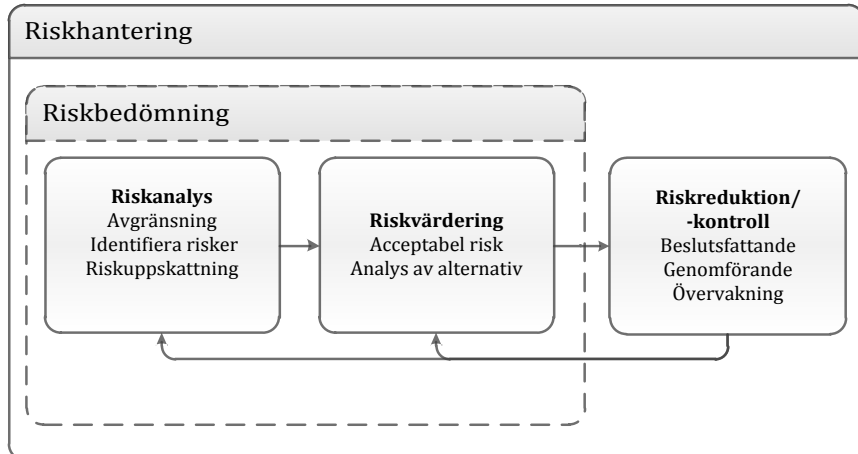 Riskhantering
Riskbedömning
Riskanalys
Avgränsning
Identifiera risker
Riskuppskattning
Riskvärdering
Acceptabel risk
Analys av alternativ
Riskreduktion/
-kontroll
Beslutsfattande
Genomförande
Övervakning